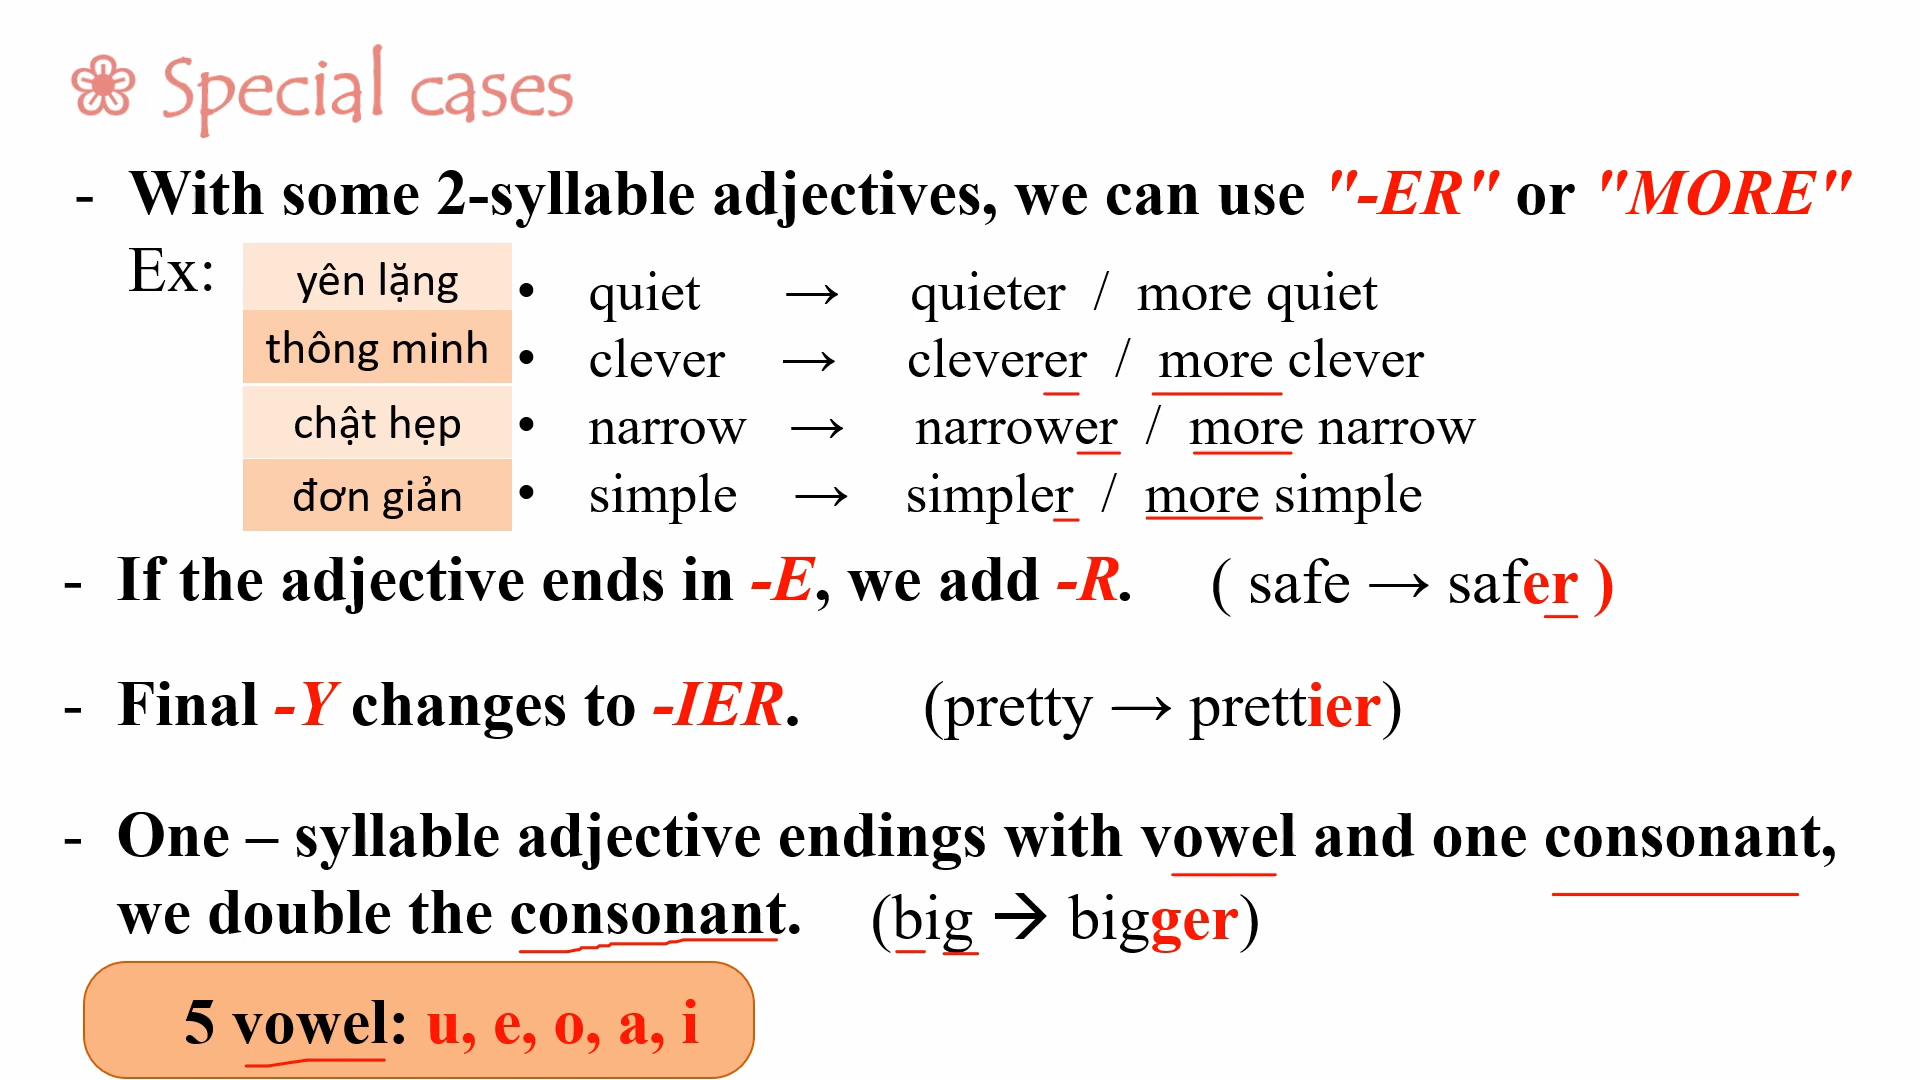 Special cases
- With some 2-syllable adjectives, we can use "-ER" or "MORE"
Ex:
yên lặng • quiet → quieter / more quiet
thông minh • clever → cleverer / more clever
chật hẹp • narrow → narrower / more narrow
đơn giản • simple → simpler / more simple
- If the adjective ends in -E, we add -R. ( safe → safer )
- Final -Y changes to -IER. (pretty → prettier)
- One – syllable adjective endings with vowel and one consonant,
we double the consonant. (big → bigger)
5 vowel: u, e, o, a, i